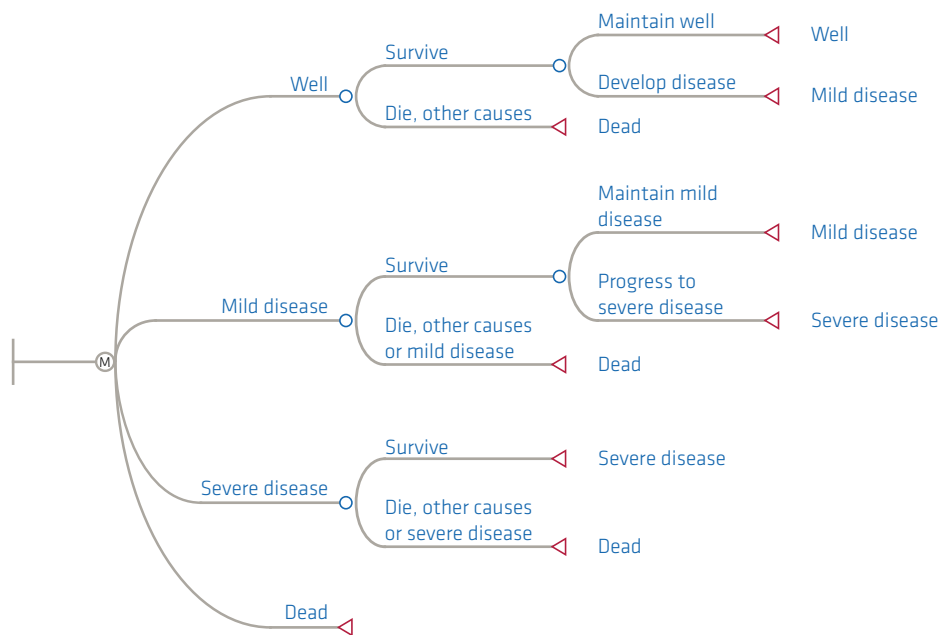 Maintain well
Well
Survive
Well
Develop disease
Mild disease
Die, other causes
Dead
Maintain mild
disease
Mild disease
Survive
Progress to
severe disease
Mild disease
Severe disease
Die, other causes
or mild disease
Dead
M
Survive
Severe disease
Severe disease
Die, other causes
or severe disease
Dead
Dead